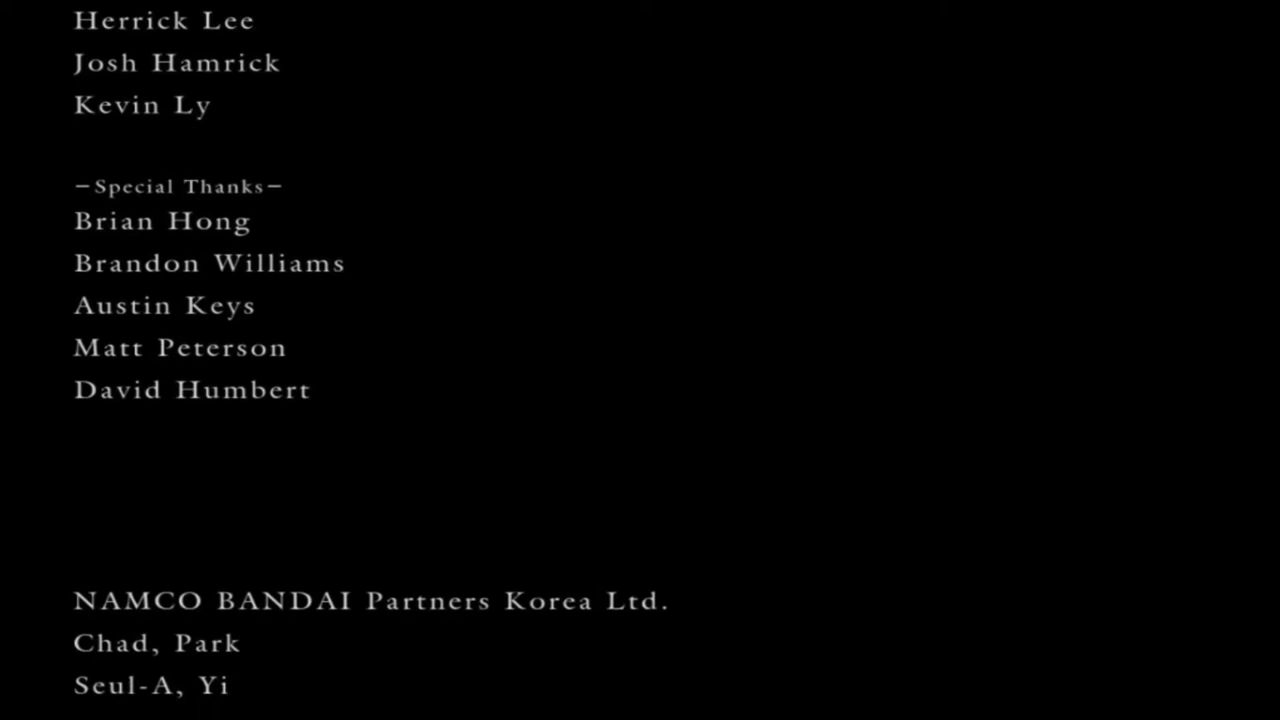 Herrick Lee
Josh Hamrick
Kevin Ly
−Special Thanks−
Brian Hong
Brandon Williams
Austin Keys
Matt Peterson
David Humbert
NAMCO BANDAI Partners Korea Ltd.
Chad, Park
Seul-A, Yi